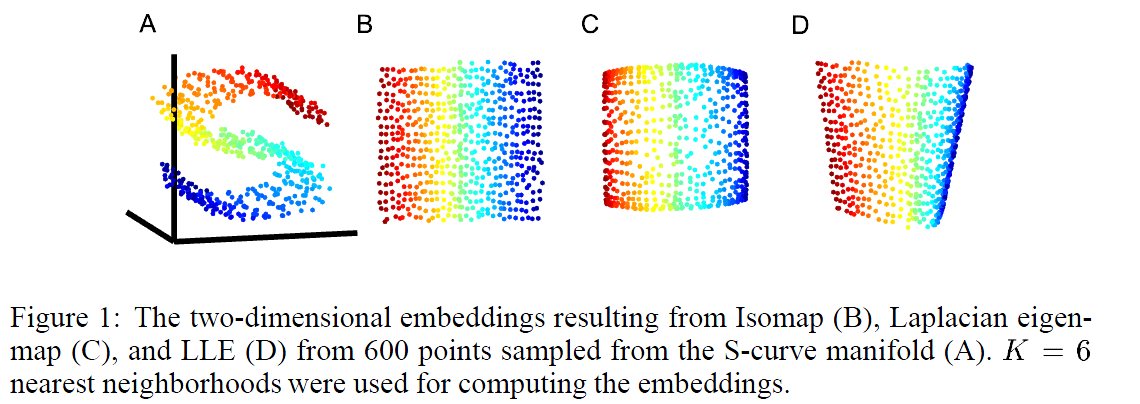 A B C D
Figure 1: The two-dimensional embeddings resulting from Isomap (B), Laplacian eigen-
map (C), and LLE (D) from 600 points sampled from the S-curve manifold (A). K = 6
nearest neighborhoods were used for computing the embeddings.